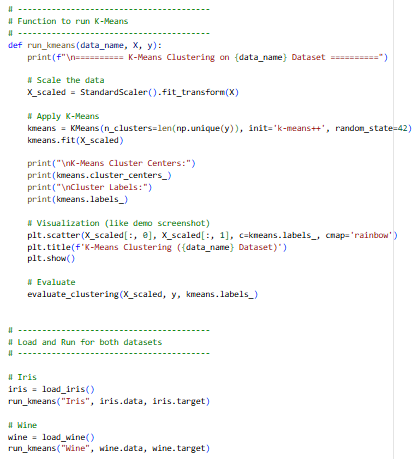 # ---------------------------------------
# Function to run K-Means
# ---------------------------------------
def run_kmeans(data_name, X, y):
    print(f"\n========== K-Means Clustering on {data_name} Dataset ==========")

    # Scale the data
    X_scaled = StandardScaler().fit_transform(X)

    # Apply K-Means
    kmeans = KMeans(n_clusters=len(np.unique(y)), init='k-means++', random_state=42)
    kmeans.fit(X_scaled)

    print("\nK-Means Cluster Centers:")
    print(kmeans.cluster_centers_)
    print("\nCluster Labels:")
    print(kmeans.labels_)

    # Visualization (like demo screenshot)
    plt.scatter(X_scaled[:, 0], X_scaled[:, 1], c=kmeans.labels_, cmap='rainbow')
    plt.title(f'K-Means Clustering ({data_name} Dataset)')
    plt.show()

    # Evaluate
    evaluate_clustering(X_scaled, y, kmeans.labels_)

# ---------------------------------------
# Load and Run for both datasets
# ---------------------------------------

# Iris
iris = load_iris()
run_kmeans("Iris", iris.data, iris.target)

# Wine
wine = load_wine()
run_kmeans("Wine", wine.data, wine.target)